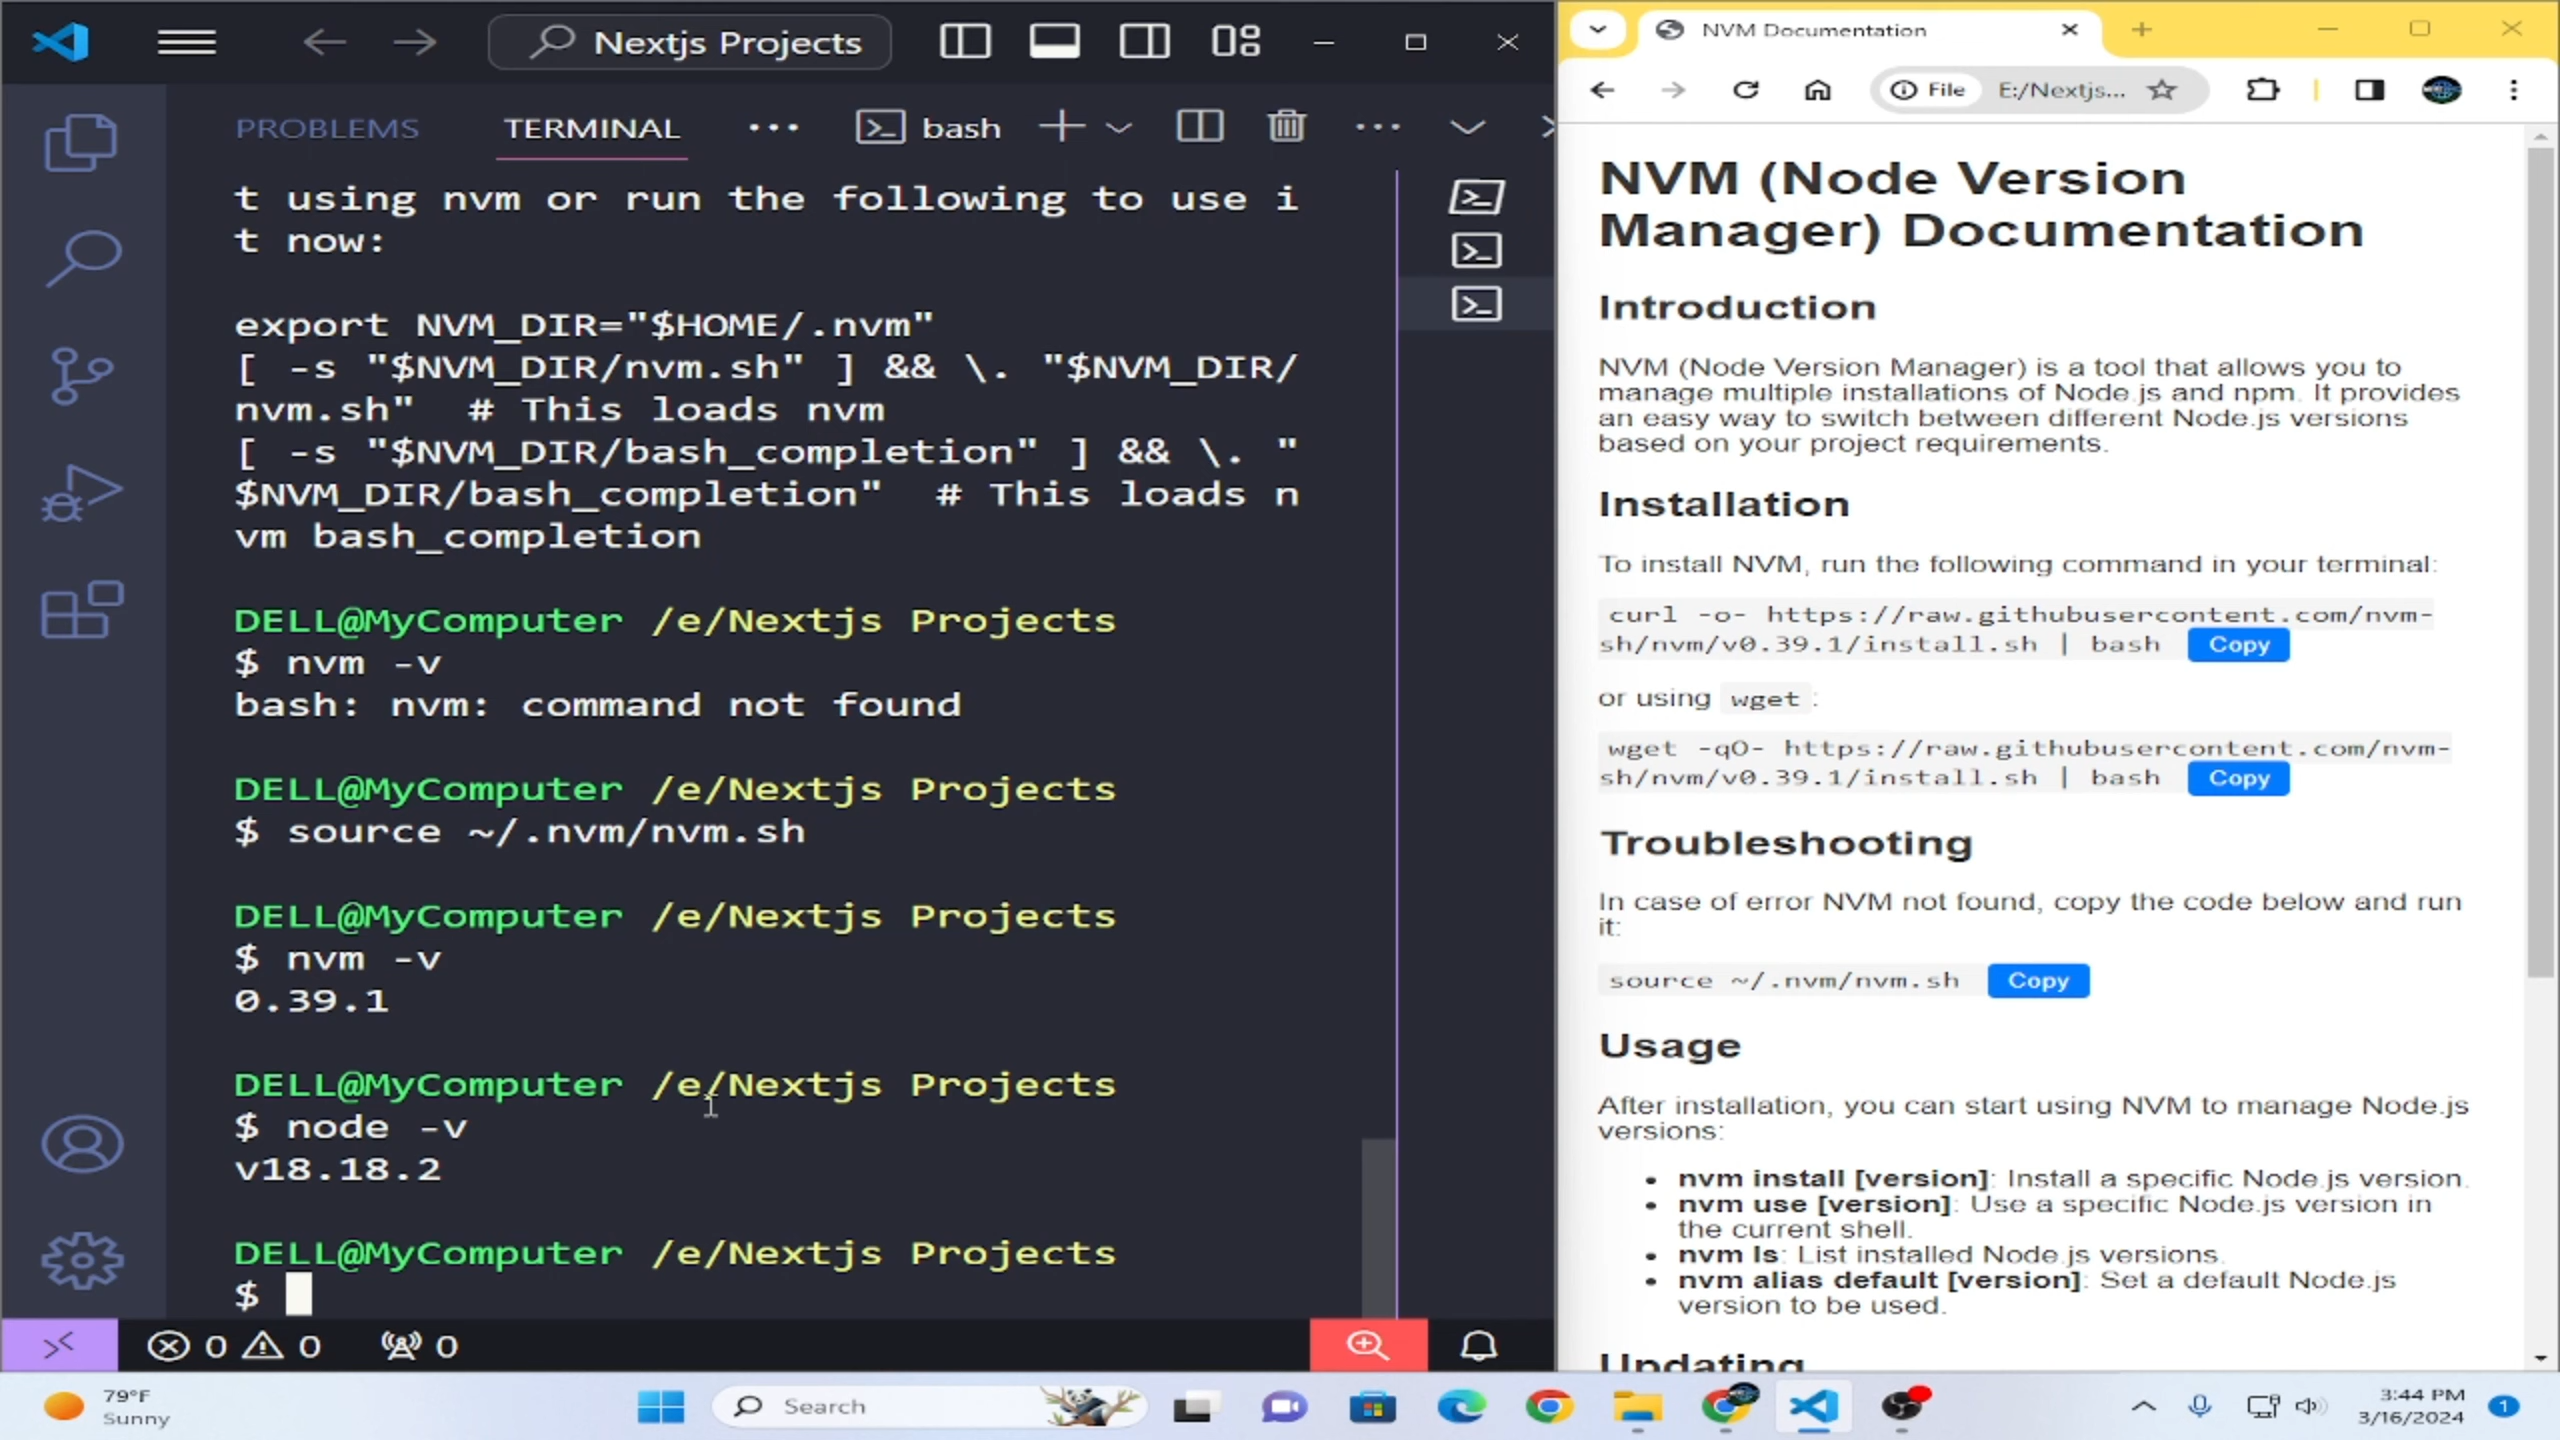 Nextjs Projects
PROBLEMS TERMINAL ... bash
t using nvm or run the following to use i
t now:
export NVM_DIR="$HOME/.nvm"
[ -s "$NVM_DIR/nvm.sh" ] && \. "$NVM_DIR/
nvm.sh"  # This loads nvm
[ -s "$NVM_DIR/bash_completion" ] && \. "
$NVM_DIR/bash_completion"  # This loads n
vm bash_completion
DELL@MyComputer /e/Nextjs Projects
$ nvm -v
bash: nvm: command not found
DELL@MyComputer /e/Nextjs Projects
$ source ~/.nvm/nvm.sh
DELL@MyComputer /e/Nextjs Projects
$ nvm -v
0.39.1
DELL@MyComputer /e/Nextjs Projects
$ node -v
v18.18.2
DELL@MyComputer /e/Nextjs Projects
$
0 0 0
NVM Documentation
File E:/Nextjs...
NVM (Node Version
Manager) Documentation
Introduction
NVM (Node Version Manager) is a tool that allows you to
manage multiple installations of Node.js and npm. It provides
an easy way to switch between different Node.js versions
based on your project requirements.
Installation
To install NVM, run the following command in your terminal:
curl -o- https://raw.githubusercontent.com/nvm-
sh/nvm/v0.39.1/install.sh | bash Copy
or using wget:
wget -qO- https://raw.githubusercontent.com/nvm-
sh/nvm/v0.39.1/install.sh | bash Copy
Troubleshooting
In case of error NVM not found, copy the code below and run
it:
source ~/.nvm/nvm.sh Copy
Usage
After installation, you can start using NVM to manage Node.js
versions:
• nvm install [version]: Install a specific Node.js version.
• nvm use [version]: Use a specific Node.js version in
the current shell.
• nvm ls: List installed Node.js versions.
• nvm alias default [version]: Set a default Node.js
version to be used.
Updating
79°F
Sunny
Search
3:44 PM
3/16/2024
1